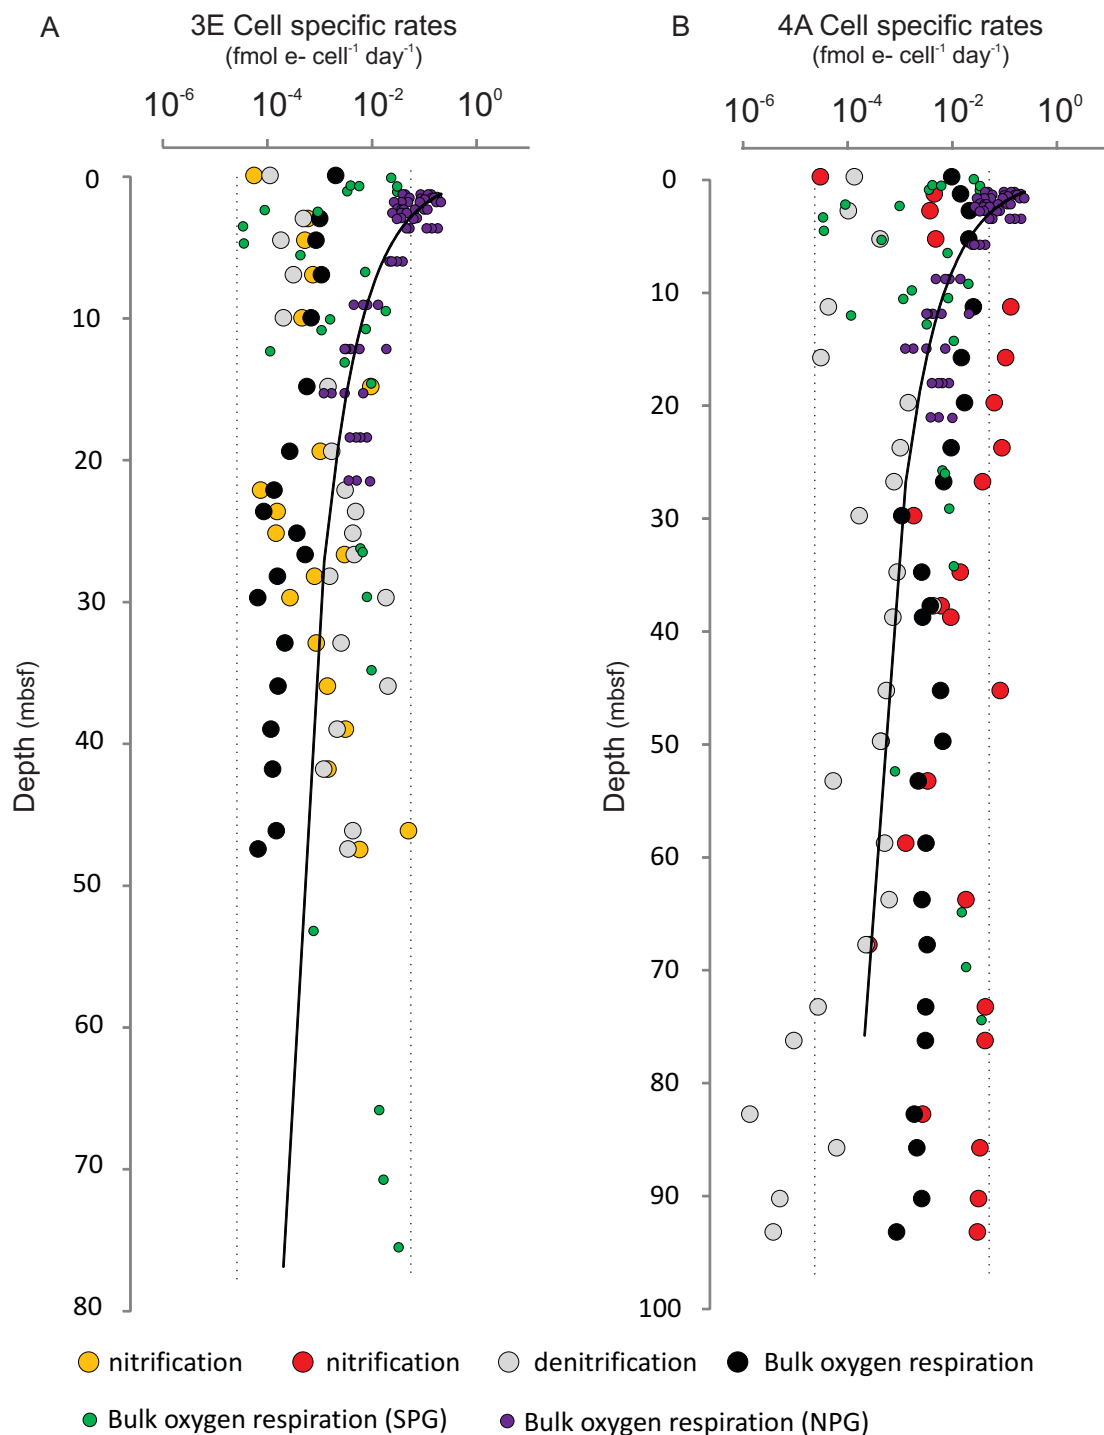 A
3E Cell specific rates
(fmol e- cell⁻¹ day⁻¹)
10⁻⁶ 10⁻⁴ 10⁻² 10⁰
0
10
20
30
40
50
60
70
80
Depth (mbsf)
B
4A Cell specific rates
(fmol e- cell⁻¹ day⁻¹)
10⁻⁶ 10⁻⁴ 10⁻² 10⁰
0
10
20
30
40
50
60
70
80
90
100
Depth (mbsf)
nitrification nitrification denitrification Bulk oxygen respiration
Bulk oxygen respiration (SPG) Bulk oxygen respiration (NPG)